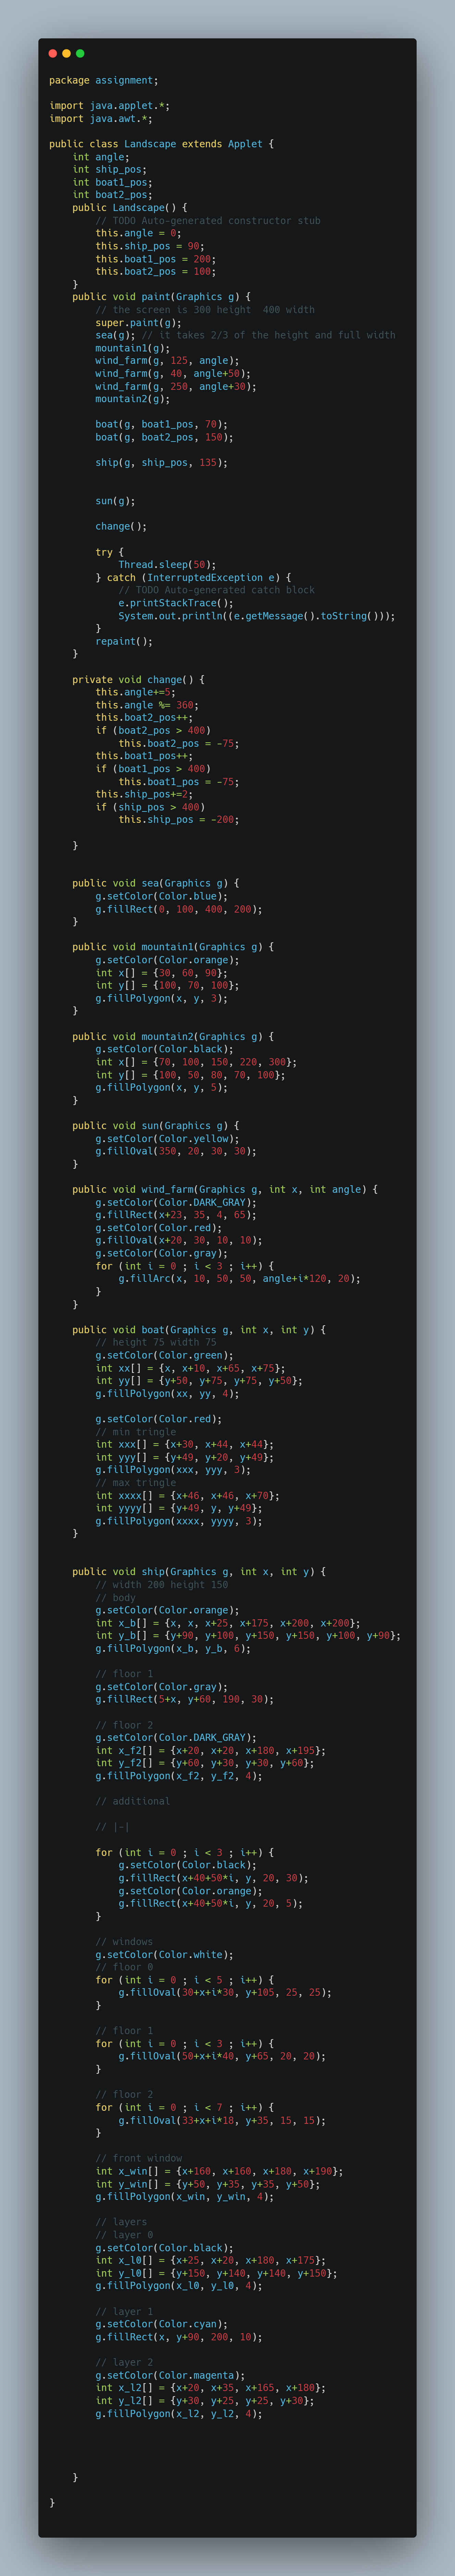 package assignment;

import java.applet.*;
import java.awt.*;

public class Landscape extends Applet {
    int angle;
    int ship_pos;
    int boat1_pos;
    int boat2_pos;
    public Landscape() {
        // TODO Auto-generated constructor stub
        this.angle = 0;
        this.ship_pos = 90;
        this.boat1_pos = 200;
        this.boat2_pos = 100;
    }
    public void paint(Graphics g) {
        // the screen is 300 height  400 width
        super.paint(g);
        sea(g); // it takes 2/3 of the height and full width
        mountain1(g);
        wind_farm(g, 125, angle);
        wind_farm(g, 40, angle+50);
        wind_farm(g, 250, angle+30);
        mountain2(g);

        boat(g, boat1_pos, 70);
        boat(g, boat2_pos, 150);

        ship(g, ship_pos, 135);


        sun(g);

        change();

        try {
            Thread.sleep(50);
        } catch (InterruptedException e) {
            // TODO Auto-generated catch block
            e.printStackTrace();
            System.out.println((e.getMessage().toString()));
        }
        repaint();
    }

    private void change() {
        this.angle+=5;
        this.angle %= 360;
        this.boat2_pos++;
        if (boat2_pos > 400)
            this.boat2_pos = -75;
        this.boat1_pos++;
        if (boat1_pos > 400)
            this.boat1_pos = -75;
        this.ship_pos+=2;
        if (ship_pos > 400)
            this.ship_pos = -200;

    }


    public void sea(Graphics g) {
        g.setColor(Color.blue);
        g.fillRect(0, 100, 400, 200);
    }

    public void mountain1(Graphics g) {
        g.setColor(Color.orange);
        int x[] = {30, 60, 90};
        int y[] = {100, 70, 100};
        g.fillPolygon(x, y, 3);
    }

    public void mountain2(Graphics g) {
        g.setColor(Color.black);
        int x[] = {70, 100, 150, 220, 300};
        int y[] = {100, 50, 80, 70, 100};
        g.fillPolygon(x, y, 5);
    }

    public void sun(Graphics g) {
        g.setColor(Color.yellow);
        g.fillOval(350, 20, 30, 30);
    }

    public void wind_farm(Graphics g, int x, int angle) {
        g.setColor(Color.DARK_GRAY);
        g.fillRect(x+23, 35, 4, 65);
        g.setColor(Color.red);
        g.fillOval(x+20, 30, 10, 10);
        g.setColor(Color.gray);
        for (int i = 0 ; i < 3 ; i++) {
            g.fillArc(x, 10, 50, 50, angle+i*120, 20);
        }
    }

    public void boat(Graphics g, int x, int y) {
        // height 75 width 75
        g.setColor(Color.green);
        int xx[] = {x, x+10, x+65, x+75};
        int yy[] = {y+50, y+75, y+75, y+50};
        g.fillPolygon(xx, yy, 4);

        g.setColor(Color.red);
        // min tringle
        int xxx[] = {x+30, x+44, x+44};
        int yyy[] = {y+49, y+20, y+49};
        g.fillPolygon(xxx, yyy, 3);
        // max tringle
        int xxxx[] = {x+46, x+46, x+70};
        int yyyy[] = {y+49, y, y+49};
        g.fillPolygon(xxxx, yyyy, 3);
    }


    public void ship(Graphics g, int x, int y) {
        // width 200 height 150
        // body
        g.setColor(Color.orange);
        int x_b[] = {x, x, x+25, x+175, x+200, x+200};
        int y_b[] = {y+90, y+100, y+150, y+150, y+100, y+90};
        g.fillPolygon(x_b, y_b, 6);

        // floor 1
        g.setColor(Color.gray);
        g.fillRect(5+x, y+60, 190, 30);

        // floor 2
        g.setColor(Color.DARK_GRAY);
        int x_f2[] = {x+20, x+20, x+180, x+195};
        int y_f2[] = {y+60, y+30, y+30, y+60};
        g.fillPolygon(x_f2, y_f2, 4);

        // additional

        // |-|

        for (int i = 0 ; i < 3 ; i++) {
            g.setColor(Color.black);
            g.fillRect(x+40+50*i, y, 20, 30);
            g.setColor(Color.orange);
            g.fillRect(x+40+50*i, y, 20, 5);
        }

        // windows
        g.setColor(Color.white);
        // floor 0
        for (int i = 0 ; i < 5 ; i++) {
            g.fillOval(30+x+i*30, y+105, 25, 25);
        }

        // floor 1
        for (int i = 0 ; i < 3 ; i++) {
            g.fillOval(50+x+i*40, y+65, 20, 20);
        }

        // floor 2
        for (int i = 0 ; i < 7 ; i++) {
            g.fillOval(33+x+i*18, y+35, 15, 15);
        }

        // front window
        int x_win[] = {x+160, x+160, x+180, x+190};
        int y_win[] = {y+50, y+35, y+35, y+50};
        g.fillPolygon(x_win, y_win, 4);

        // layers
        // layer 0
        g.setColor(Color.black);
        int x_l0[] = {x+25, x+20, x+180, x+175};
        int y_l0[] = {y+150, y+140, y+140, y+150};
        g.fillPolygon(x_l0, y_l0, 4);

        // layer 1
        g.setColor(Color.cyan);
        g.fillRect(x, y+90, 200, 10);

        // layer 2
        g.setColor(Color.magenta);
        int x_l2[] = {x+20, x+35, x+165, x+180};
        int y_l2[] = {y+30, y+25, y+25, y+30};
        g.fillPolygon(x_l2, y_l2, 4);




    }

}